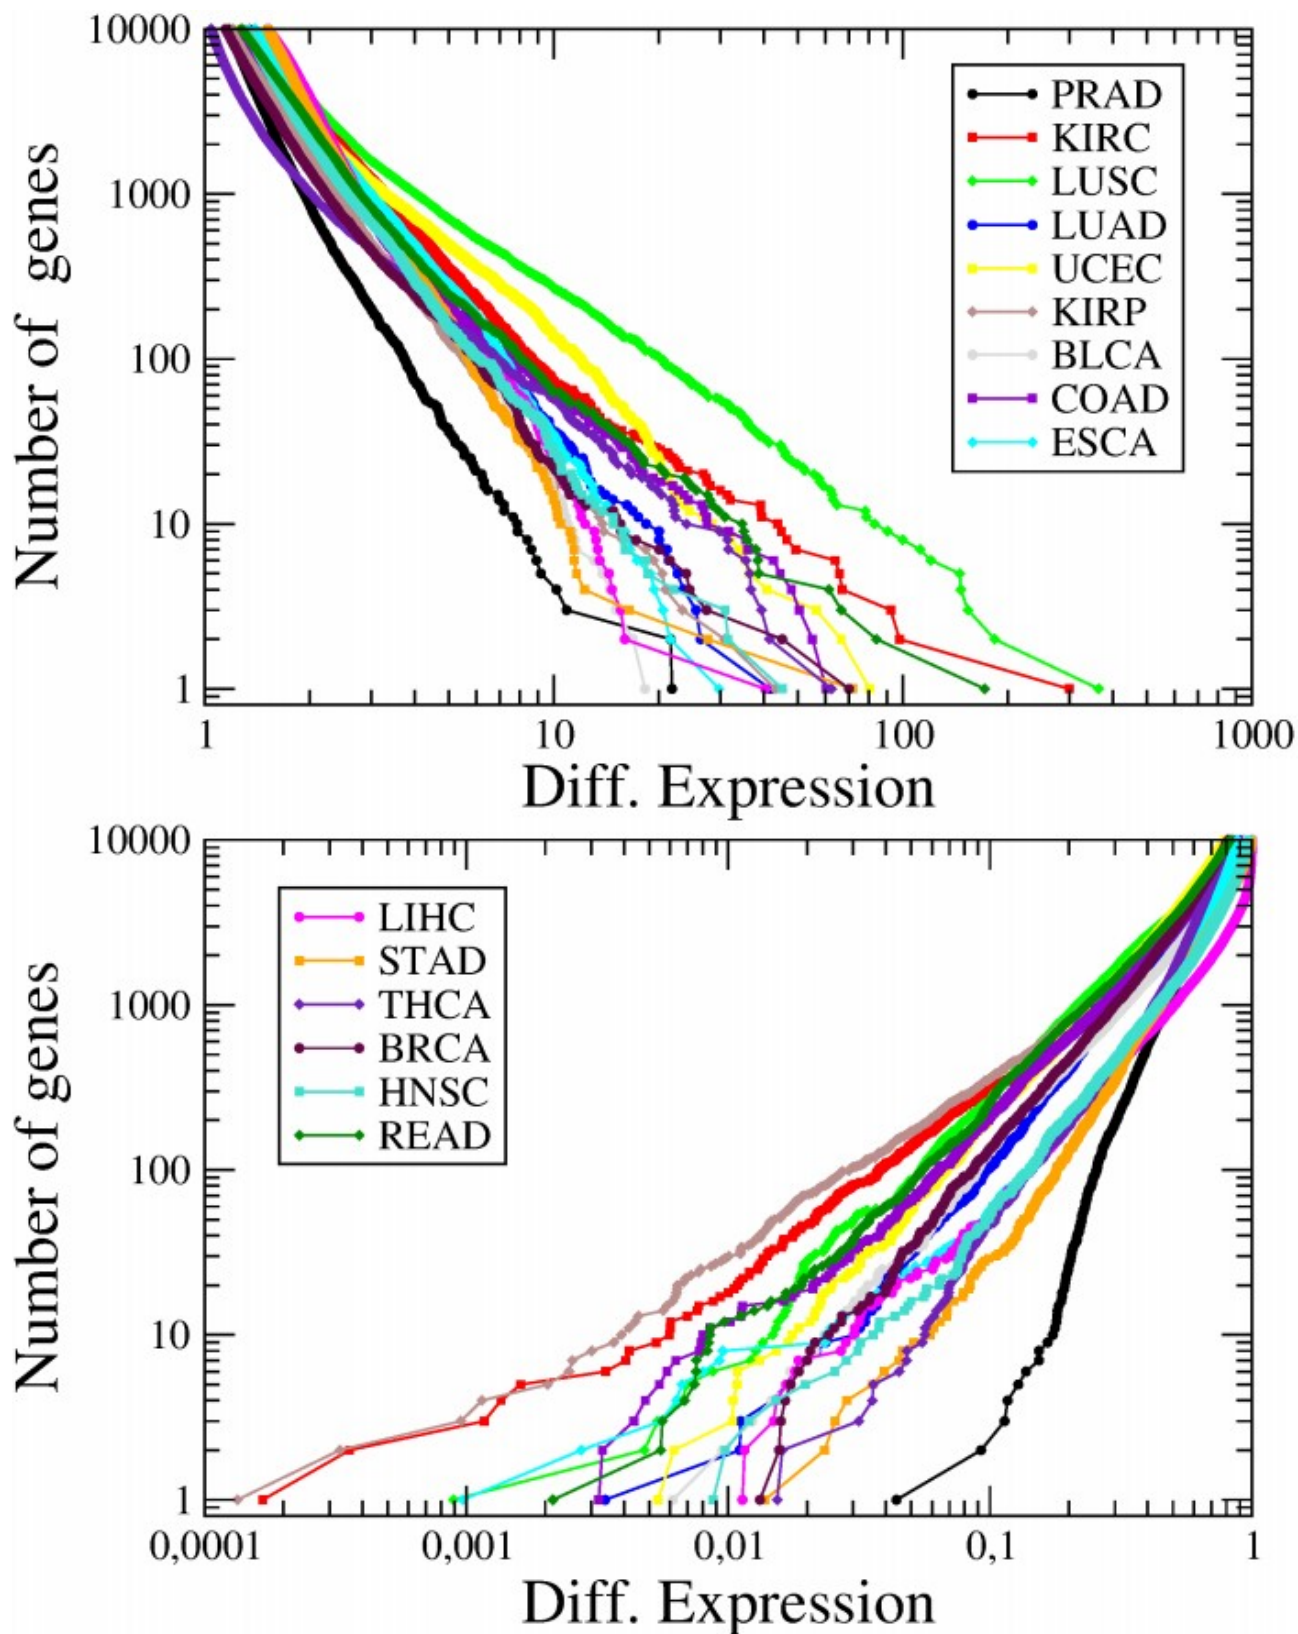 10000
1000
100
10
1
Number of genes
1 10 100 1000
Diff. Expression
PRAD
KIRC
LUSC
LUAD
UCEC
KIRP
BLCA
COAD
ESCA
10000
1000
100
10
1
Number of genes
0,0001 0,001 0,01 0,1 1
Diff. Expression
LIHC
STAD
THCA
BRCA
HNSC
READ